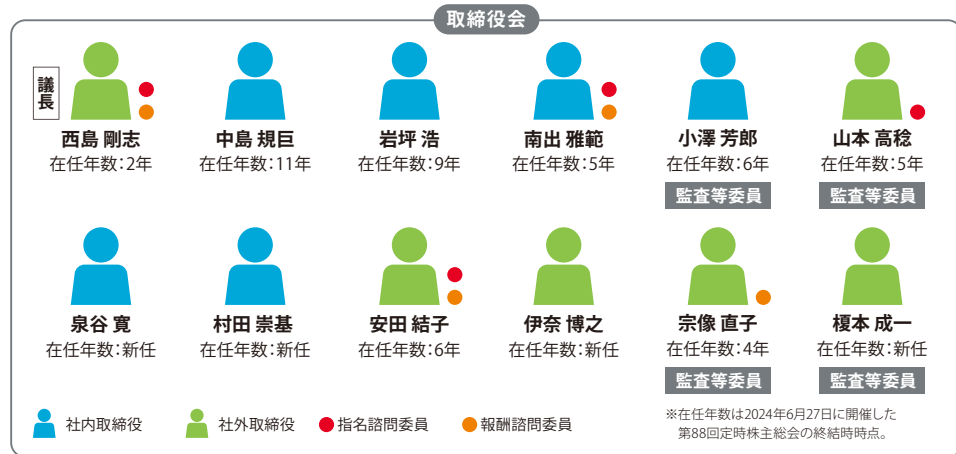 取締役会
議長
西島 剛志
在任年数：2年
中島 規巨
在任年数：11年
岩坪 浩
在任年数：9年
南出 雅範
在任年数：5年
小澤 芳郎
在任年数：6年
監査等委員
山本 高稔
在任年数：5年
監査等委員
泉谷 寛
在任年数：新任
村田 崇基
在任年数：新任
安田 結子
在任年数：6年
伊奈 博之
在任年数：新任
宗像 直子
在任年数：4年
監査等委員
榎本 成一
在任年数：新任
監査等委員
社内取締役
社外取締役
指名諮問委員
報酬諮問委員
※在任年数は2024年6月27日に開催した
第88回定時株主総会の終結時時点。